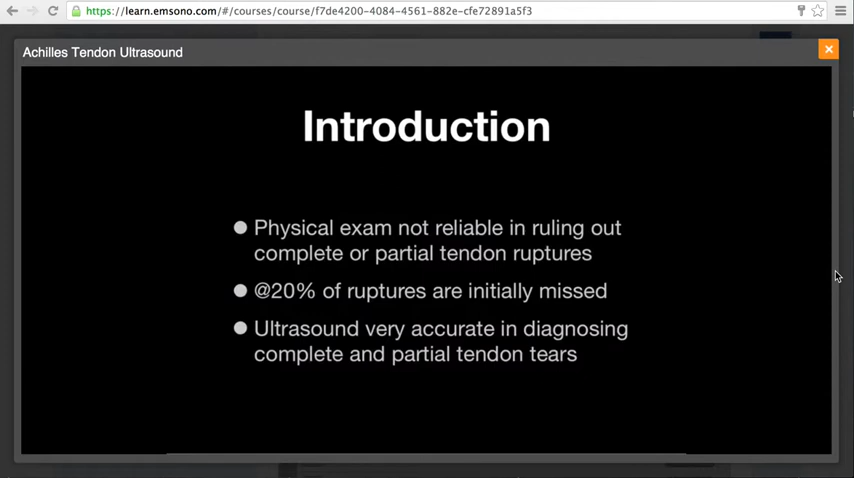 https://learn.emsono.com/#/courses/course/f7de4200-4084-4561-882e-cfe72891a5f3
Achilles Tendon Ultrasound
Introduction
Physical exam not reliable in ruling out
complete or partial tendon ruptures
@20% of ruptures are initially missed
Ultrasound very accurate in diagnosing
complete and partial tendon tears